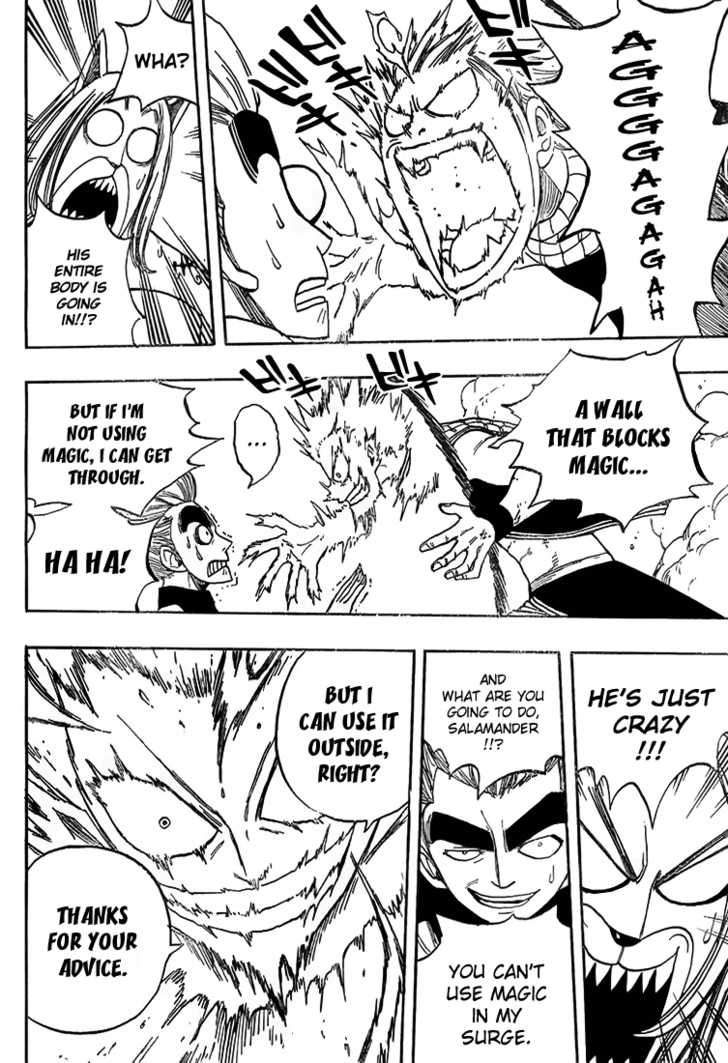 A
G
G
G
G
A
G
A
G
A
H
WHA?
HIS
ENTIRE
BODY IS
GOING
IN!!?
A WALL
THAT BLOCKS
MAGIC...
...
BUT IF I'M
NOT USING
MAGIC, I CAN GET
THROUGH.
HA HA!
HE'S JUST
CRAZY
!!!
AND
WHAT ARE YOU
GOING TO DO,
SALAMANDER
!!?
YOU CAN'T
USE MAGIC
IN MY
SURGE.
BUT I
CAN USE IT
OUTSIDE,
RIGHT?
THANKS
FOR YOUR
ADVICE.